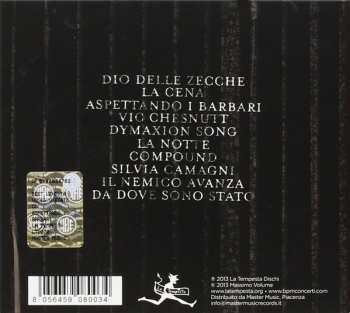 DIO DELLE ZECCHE
LA CENA
ASPETTANDO I BARBARI
VIC CHESNUTT
DYMAXION SONG
LA NOTTE
COMPOUND
SILVIA CAMAGNI
IL NEMICO AVANZA
DA DOVE SONO STATO
La Tempesta
8 056459 080034
℗ 2013 La Tempesta Dischi
© 2013 Massimo Volume
www.latempesta.org • www.bpmconcerti.com
Distribuito da Master Music, Piacenza
info@mastermusicrecords.it